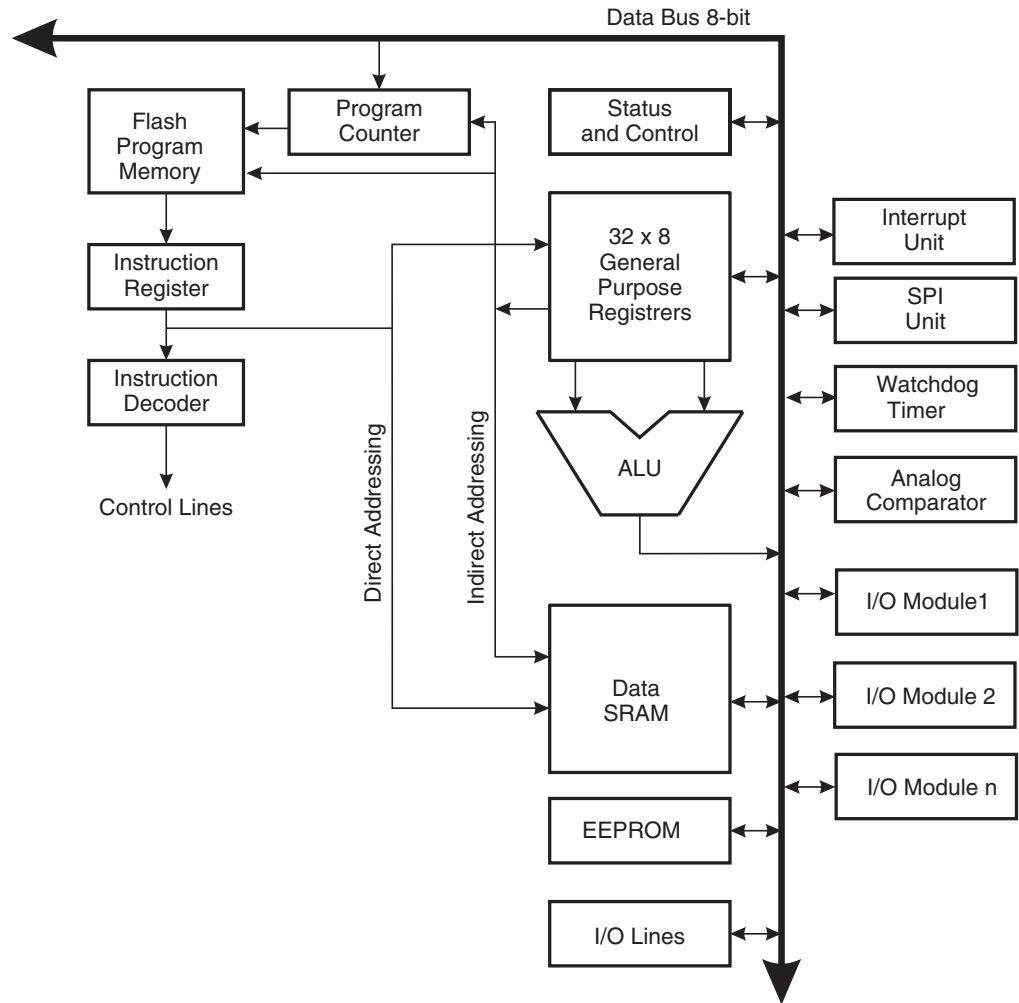 Data Bus 8-bit
Flash
Program
Memory
Program
Counter
Status
and Control
Interrupt
Unit
32 x 8
General
Purpose
Registrers
Instruction
Register
SPI
Unit
Instruction
Decoder
Watchdog
Timer
Control Lines
Direct Addressing
Indirect Addressing
ALU
Analog
Comparator
I/O Module1
Data
SRAM
I/O Module 2
I/O Module n
EEPROM
I/O Lines